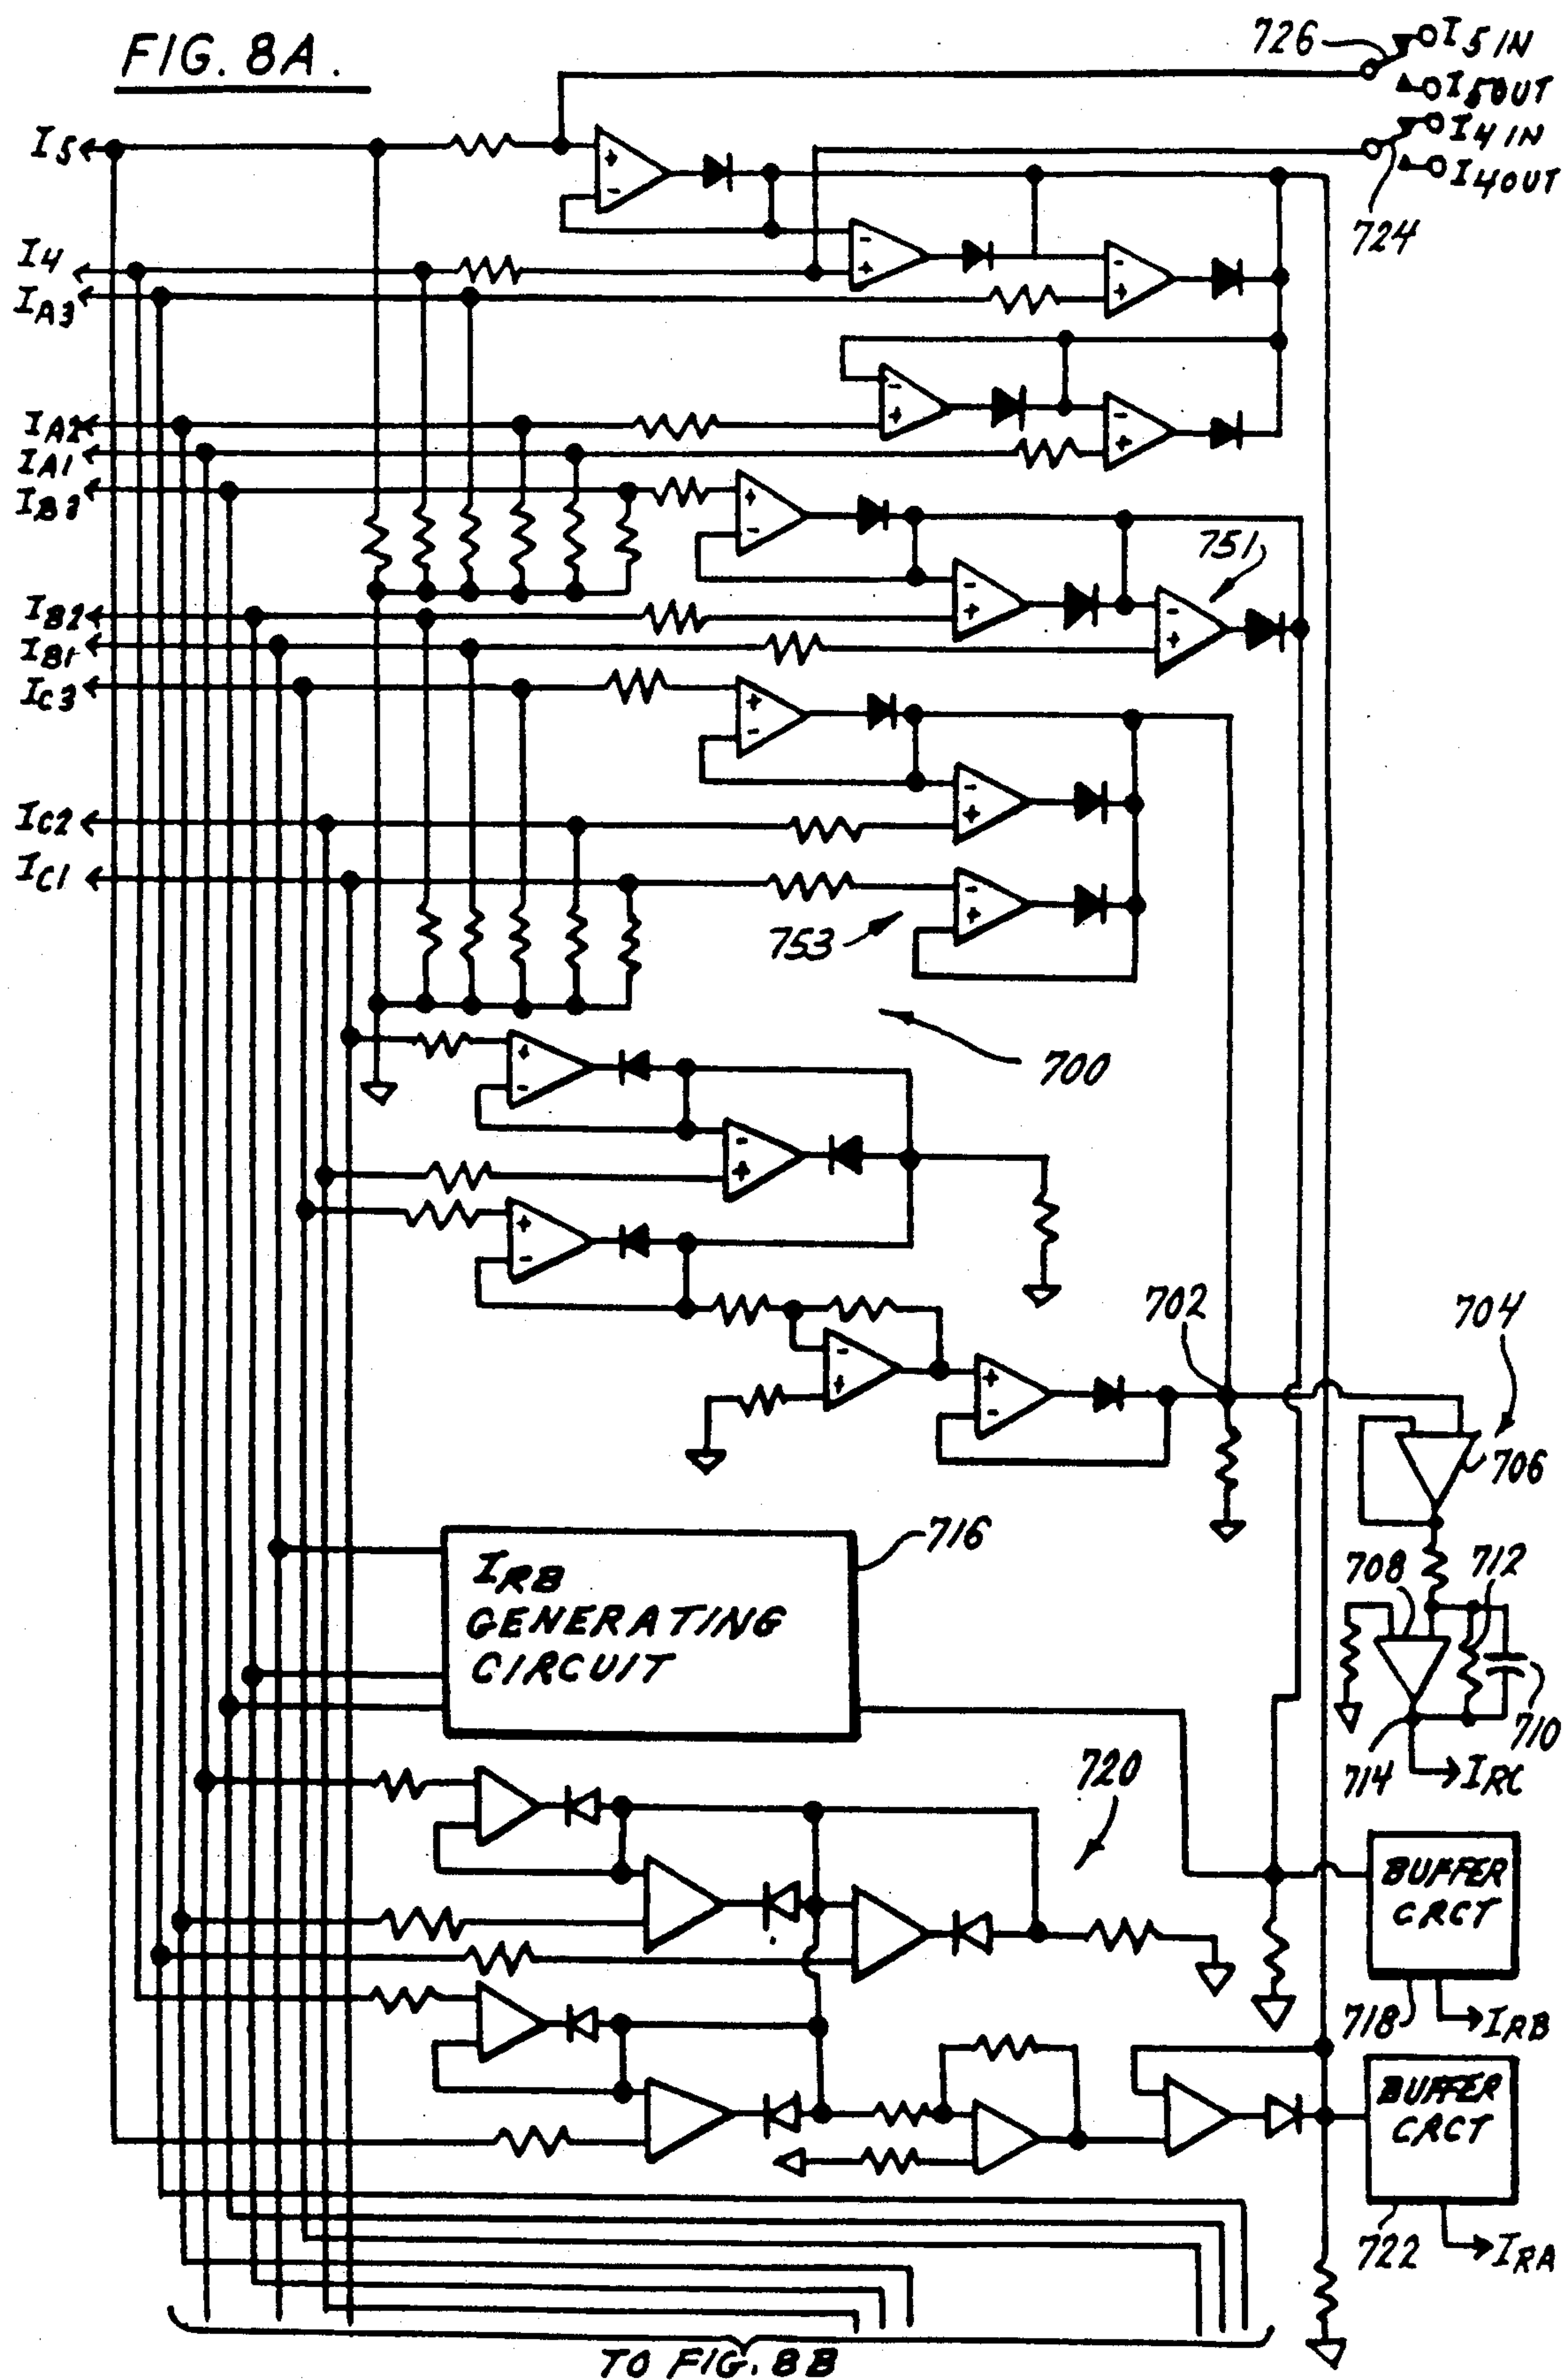 FIG. 8A.
726
I5 IN
I5 OUT
I4 IN
I4 OUT
724
I5
I4
IA3
IA2
IA1
IB3
IB2
IB1
IC3
IC2
IC1
751
753
700
702
704
706
708
712
710
714
IRC
716
IRB
GENERATING
CIRCUIT
720
BUFFER
CRCT
718
IRB
BUFFER
CRCT
722
IRA
TO FIG. 8B